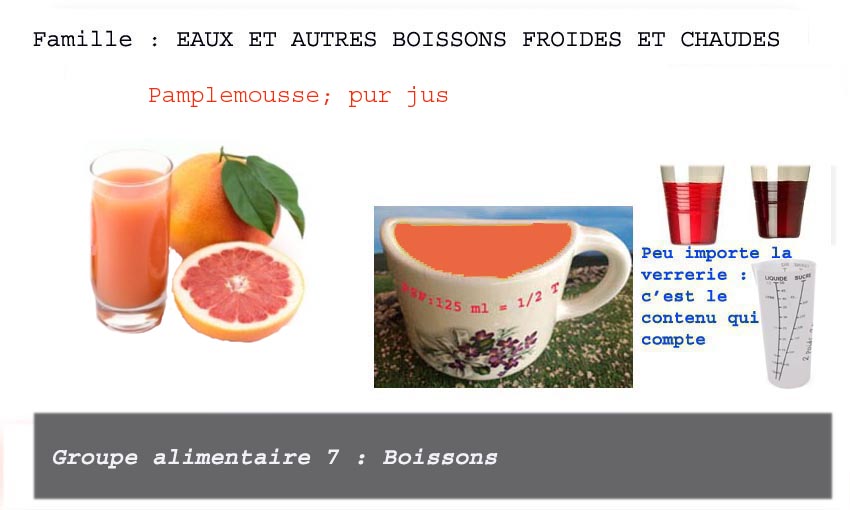 Famille : EAUX ET AUTRES BOISSONS FROIDES ET CHAUDES
Pamplemousse; pur jus
125 ml = 1/2 T
Peu importe la
verrerie :
c’est le
contenu qui
compte
LIQUIDE
SUCRE
Groupe alimentaire 7 : Boissons